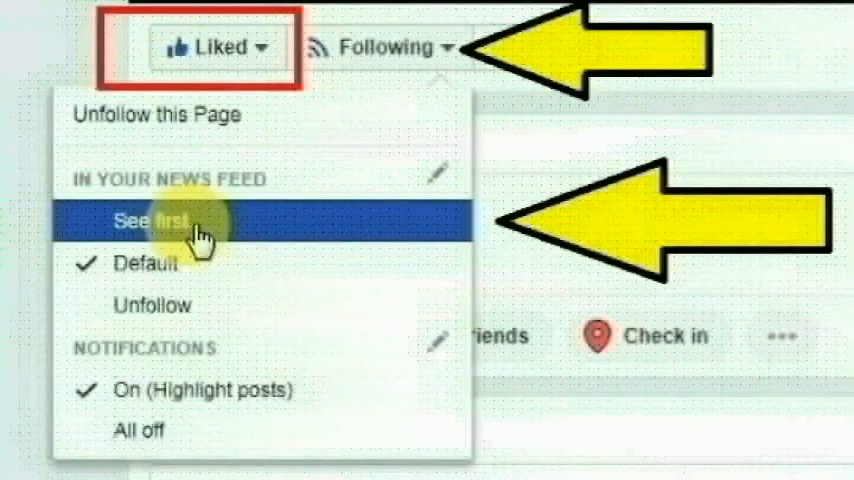 Liked Following
Unfollow this Page
IN YOUR NEWS FEED
See first
Default
Unfollow
riends Check in
NOTIFICATIONS
On (Highlight posts)
All off